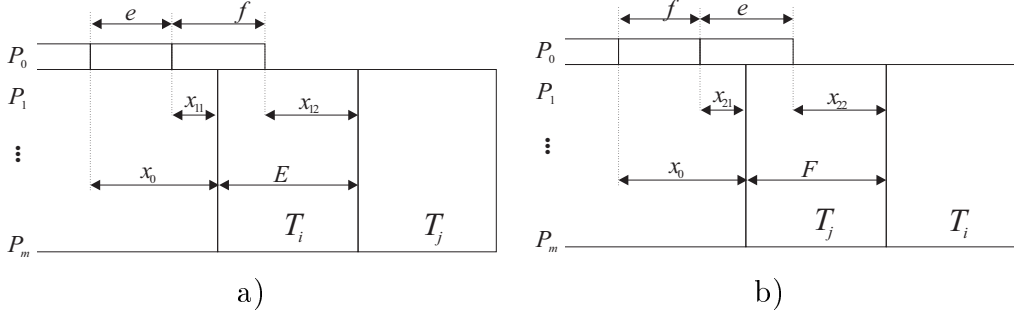 e f
P₀
P₁
x₁₁ x₁₂
⋮
x₀ E
Tᵢ Tⱼ
Pₘ
a)
f e
P₀
P₁
x₂₁ x₂₂
⋮
x₀ F
Tⱼ Tᵢ
Pₘ
b)